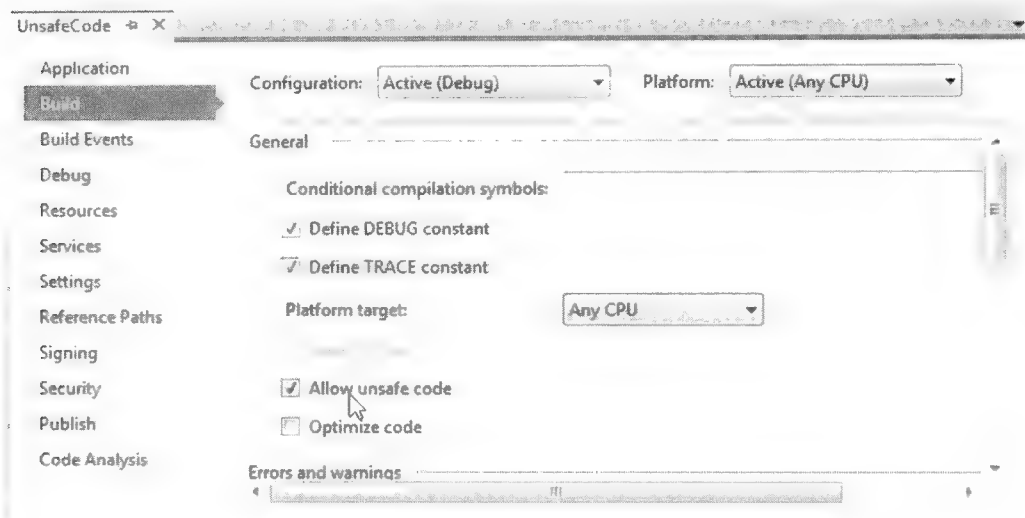 UnsafeCode
Application
Build
Build Events
Debug
Resources
Services
Settings
Reference Paths
Signing
Security
Publish
Code Analysis
Configuration: Active (Debug) Platform: Active (Any CPU)
General
Conditional compilation symbols:
Define DEBUG constant
Define TRACE constant
Platform target: Any CPU
Allow unsafe code
Optimize code
Errors and warnings